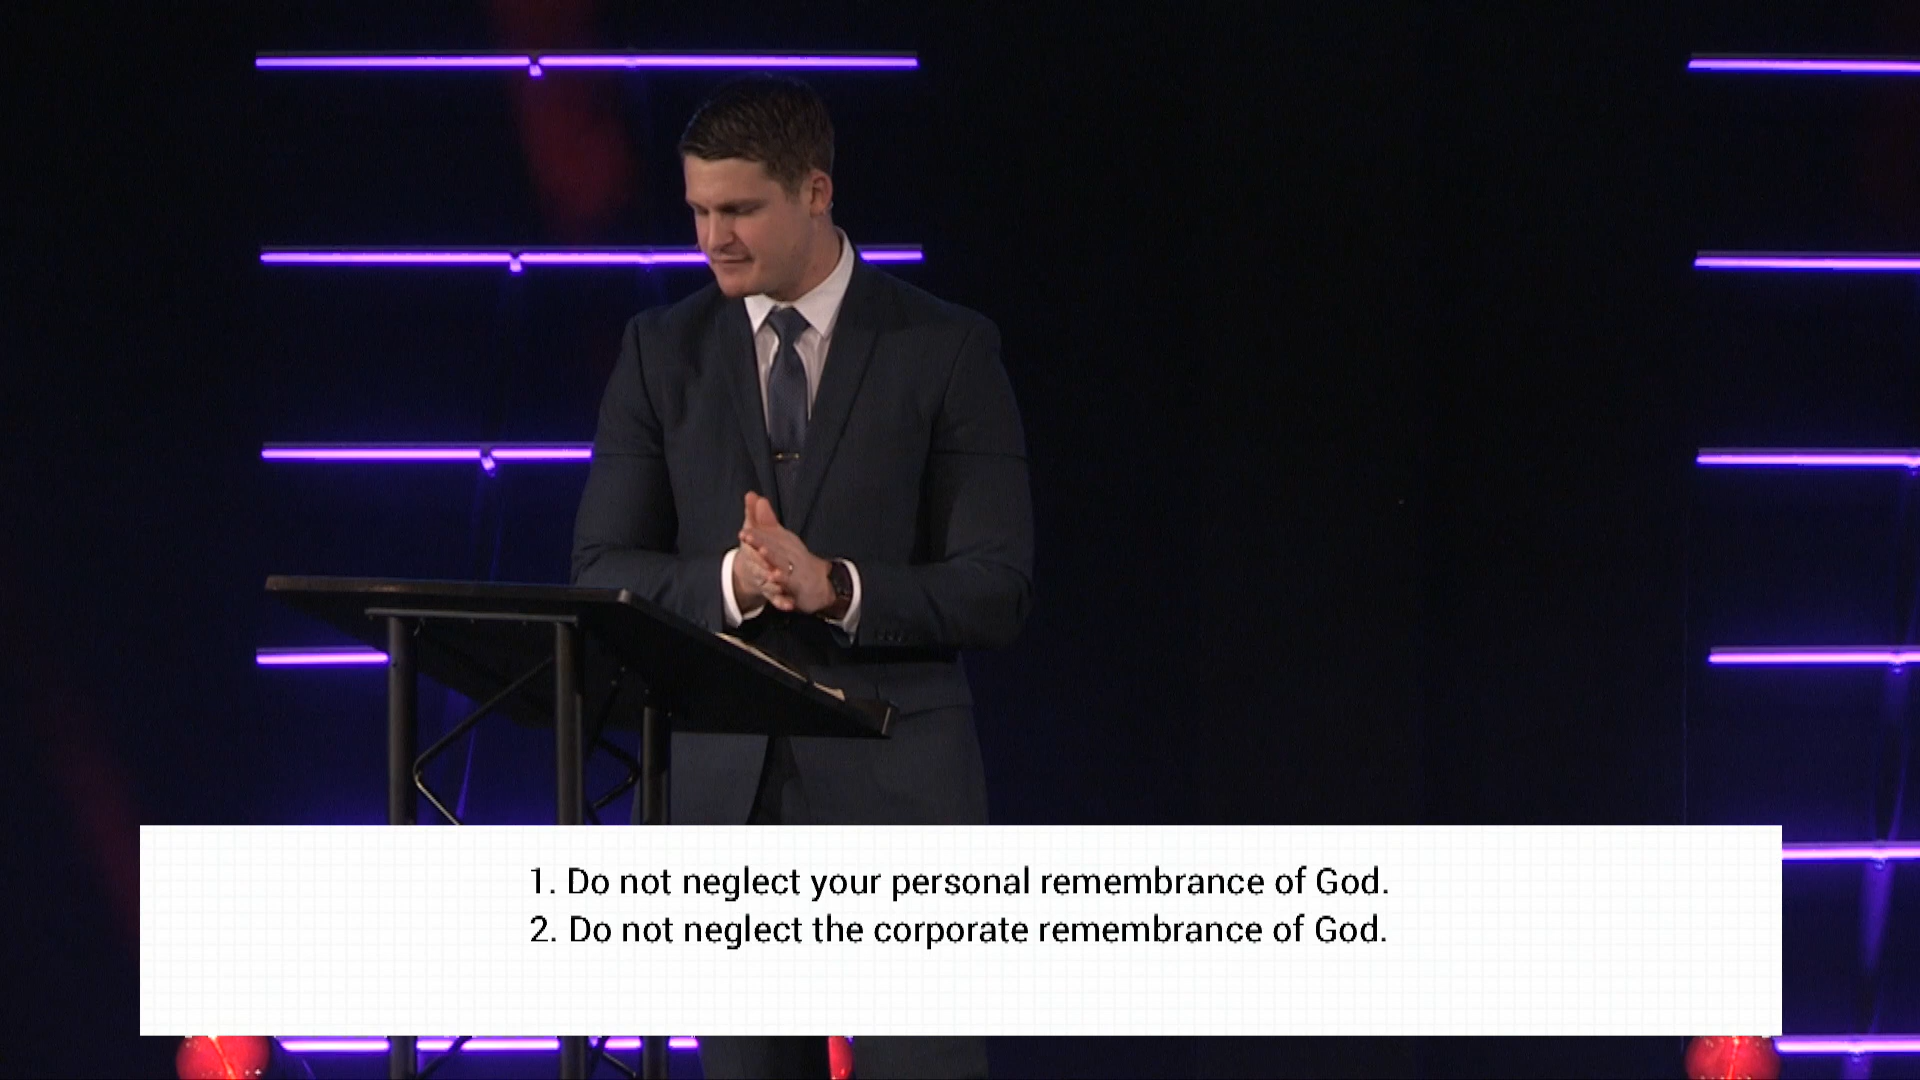 1. Do not neglect your personal remembrance of God.
2. Do not neglect the corporate remembrance of God.